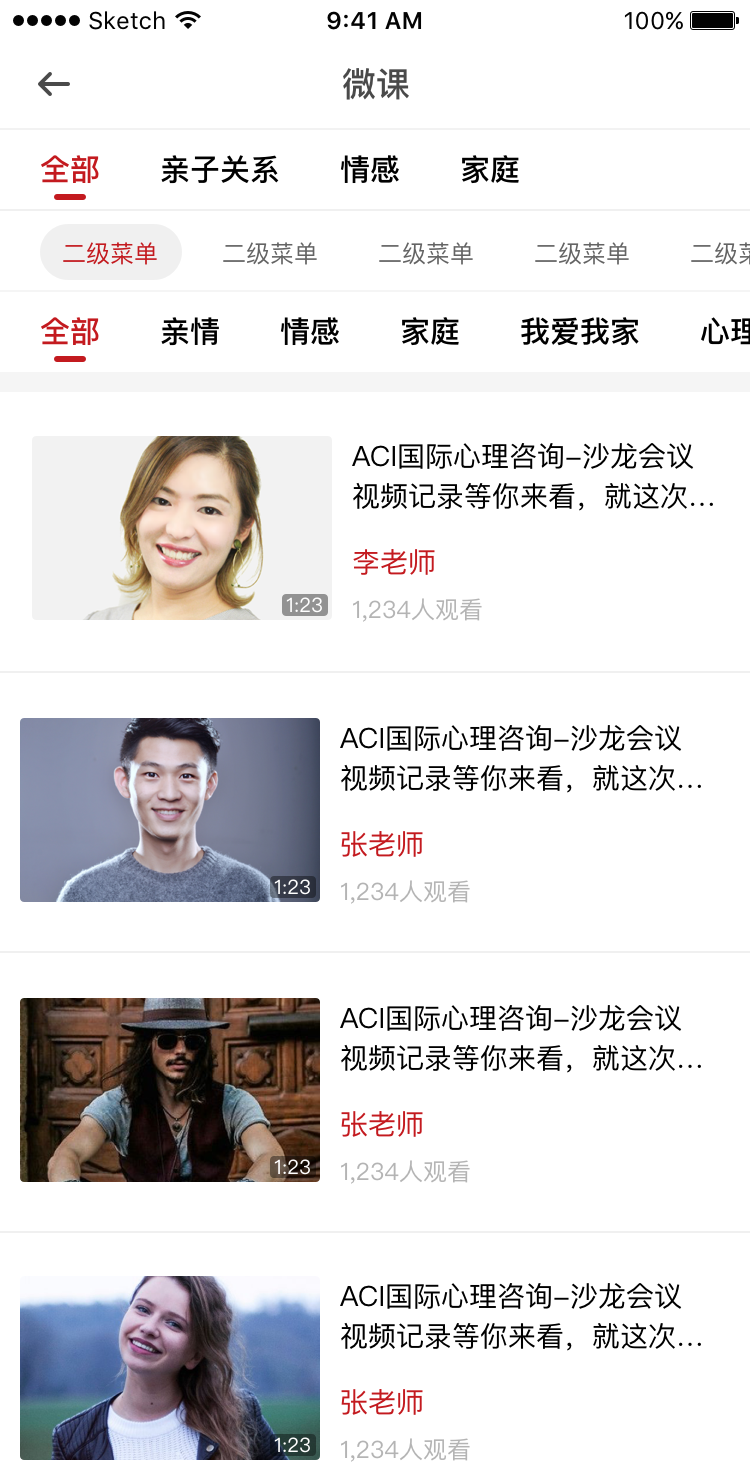 ●●●●● Sketch 9:41 AM 100%
微课
全部 亲子关系 情感 家庭
二级菜单 二级菜单 二级菜单 二级菜单 二级
全部 亲情 情感 家庭 我爱我家 心理
ACI国际心理咨询-沙龙会议
视频记录等你来看，就这次...
李老师
1:23
1,234人观看
ACI国际心理咨询-沙龙会议
视频记录等你来看，就这次...
张老师
1:23
1,234人观看
ACI国际心理咨询-沙龙会议
视频记录等你来看，就这次...
张老师
1:23
1,234人观看
ACI国际心理咨询-沙龙会议
视频记录等你来看，就这次...
张老师
1:23
1,234人观看